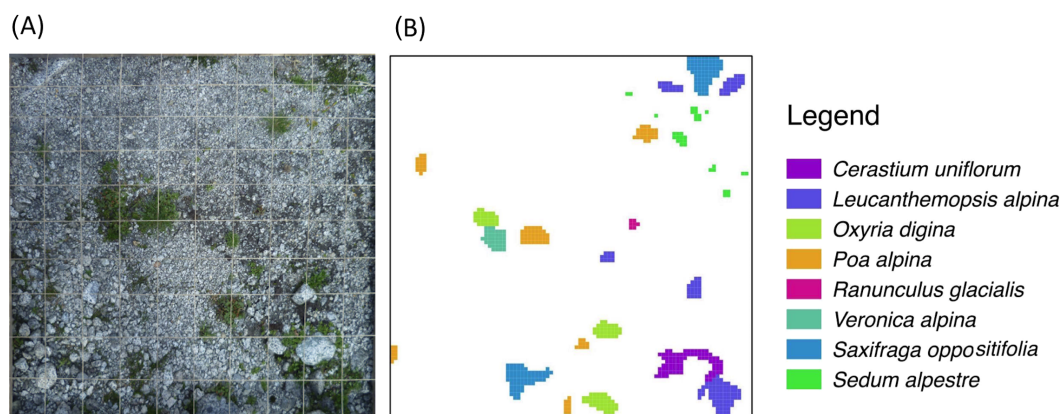 (A)
(B)
Legend
Cerastium uniflorum
Leucanthemopsis alpina
Oxyria digina
Poa alpina
Ranunculus glacialis
Veronica alpina
Saxifraga oppositifolia
Sedum alpestre